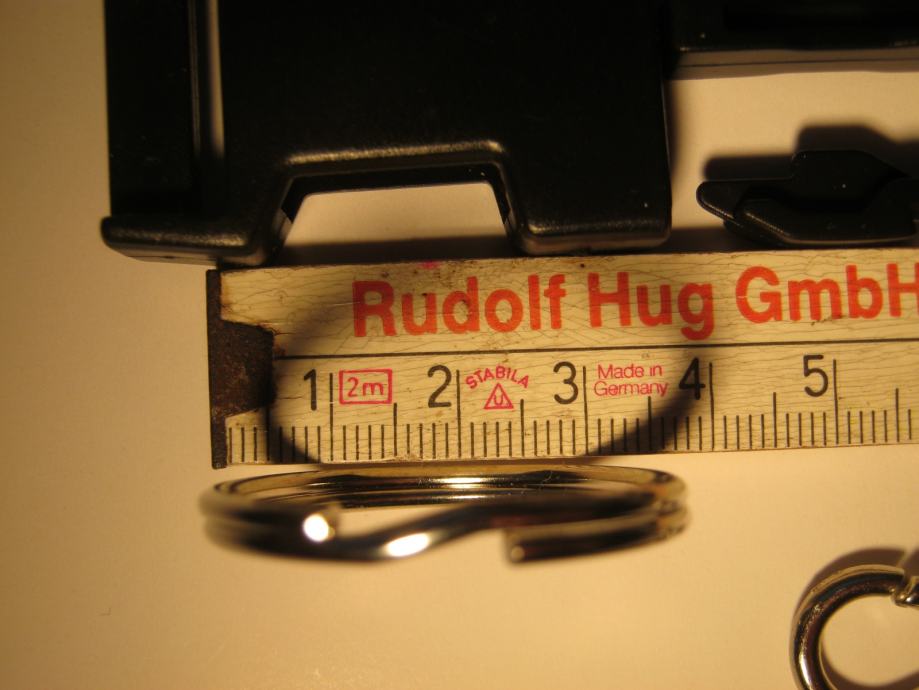 Rudolf Hug GmbH
1 2m 2 STABILA U 3 Made in Germany 4 5